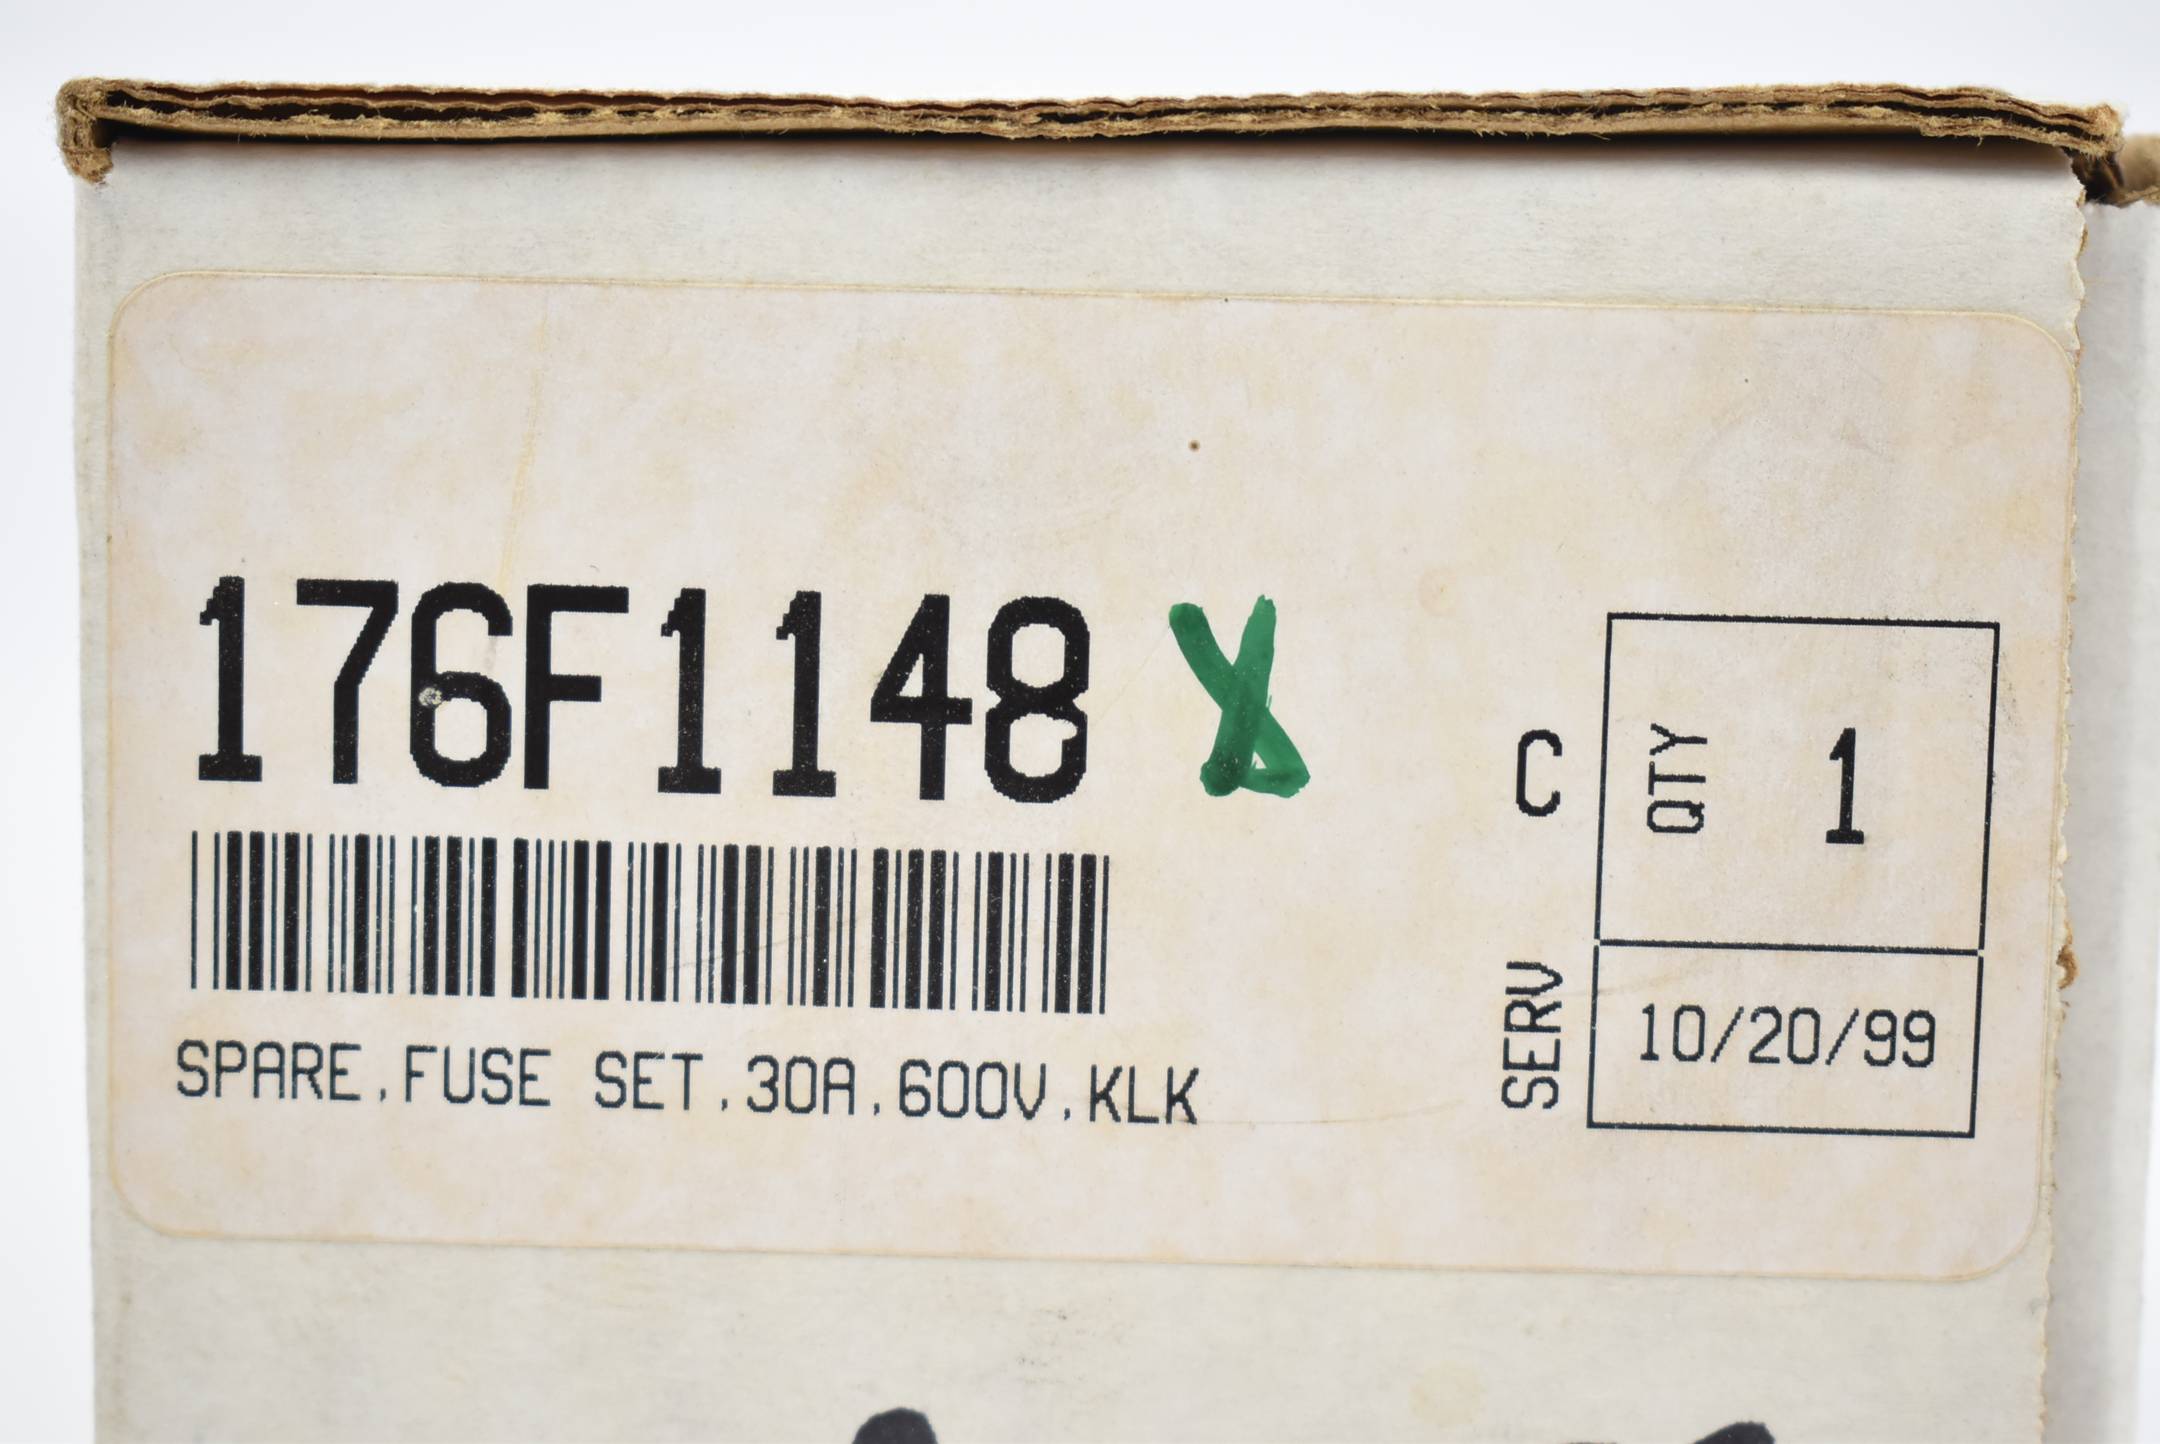 176F1148 X
C
QTY 1
SERV
10/20/99
SPARE,FUSE SET,30A,600V,KLK